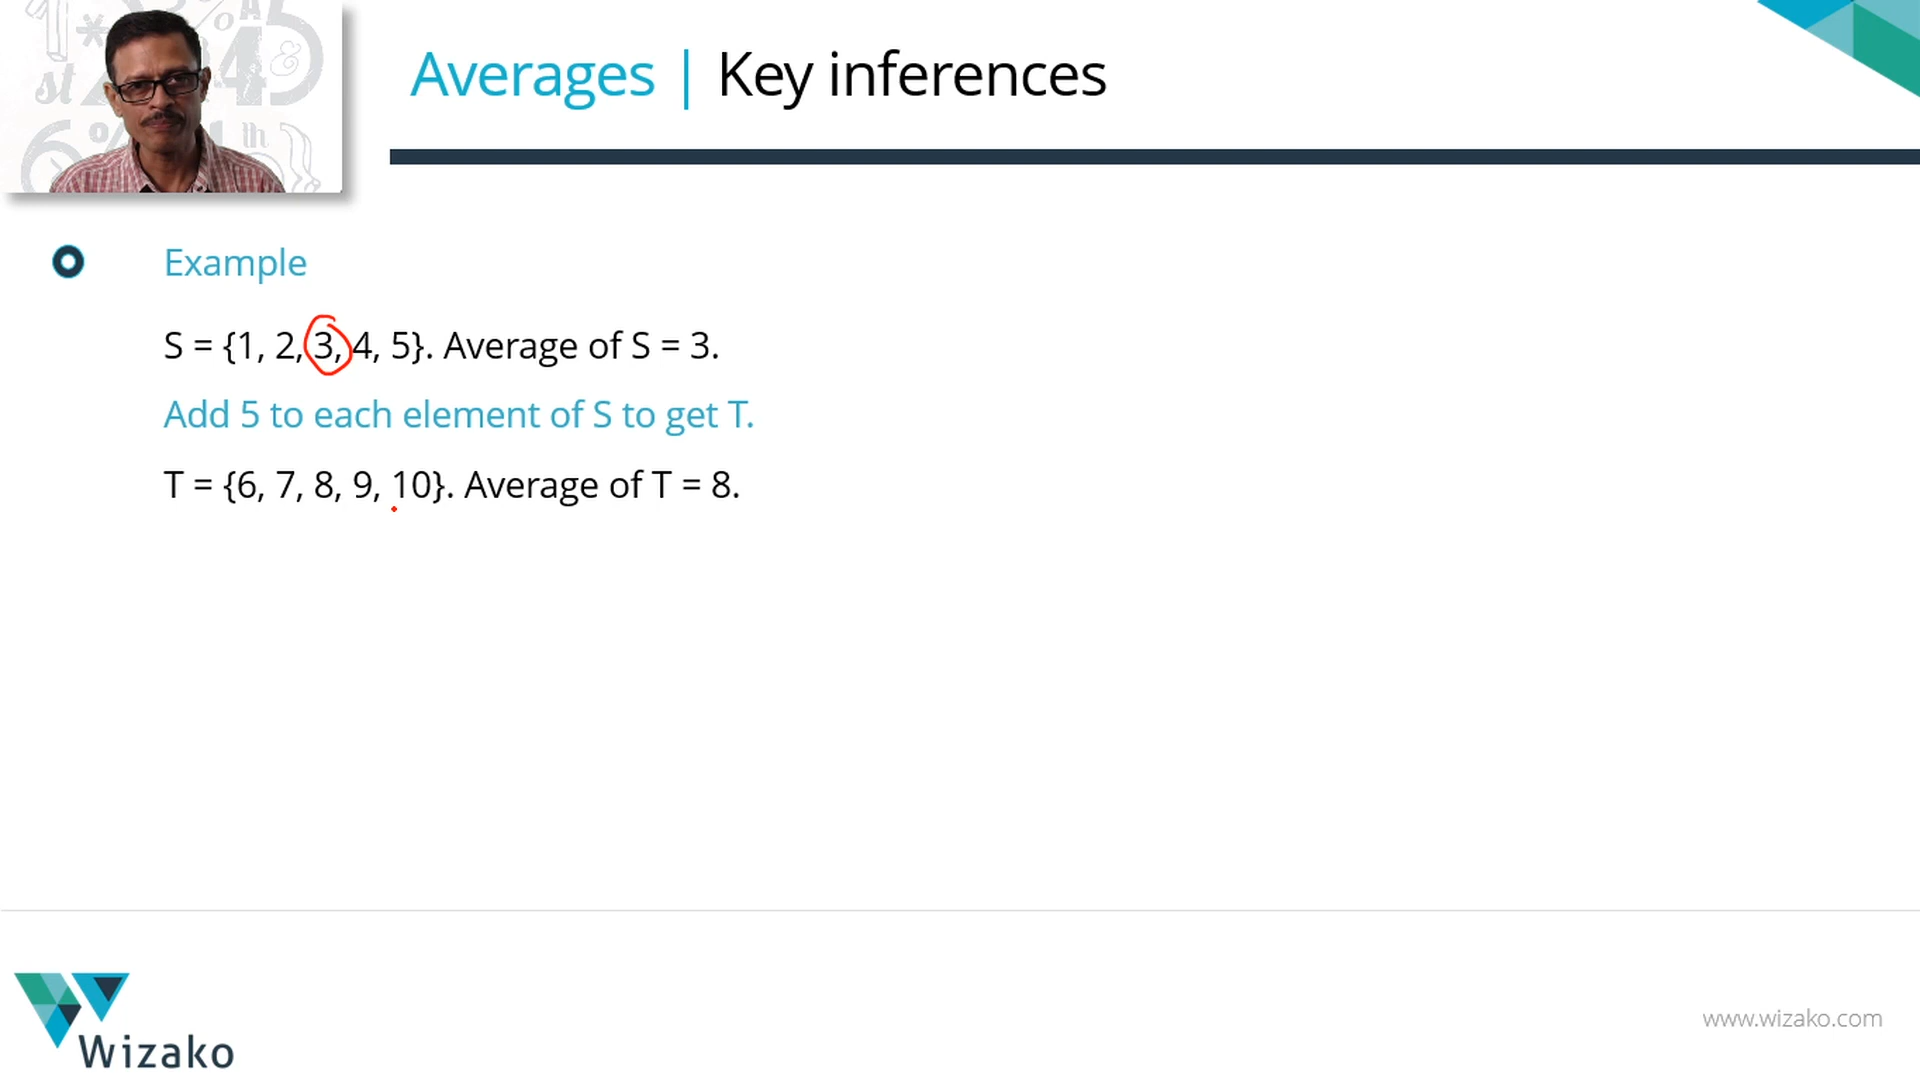 Averages | Key inferences
Example
S = {1, 2, 3, 4, 5}. Average of S = 3.
Add 5 to each element of S to get T.
T = {6, 7, 8, 9, 10}. Average of T = 8.
Wizako
www.wizako.com